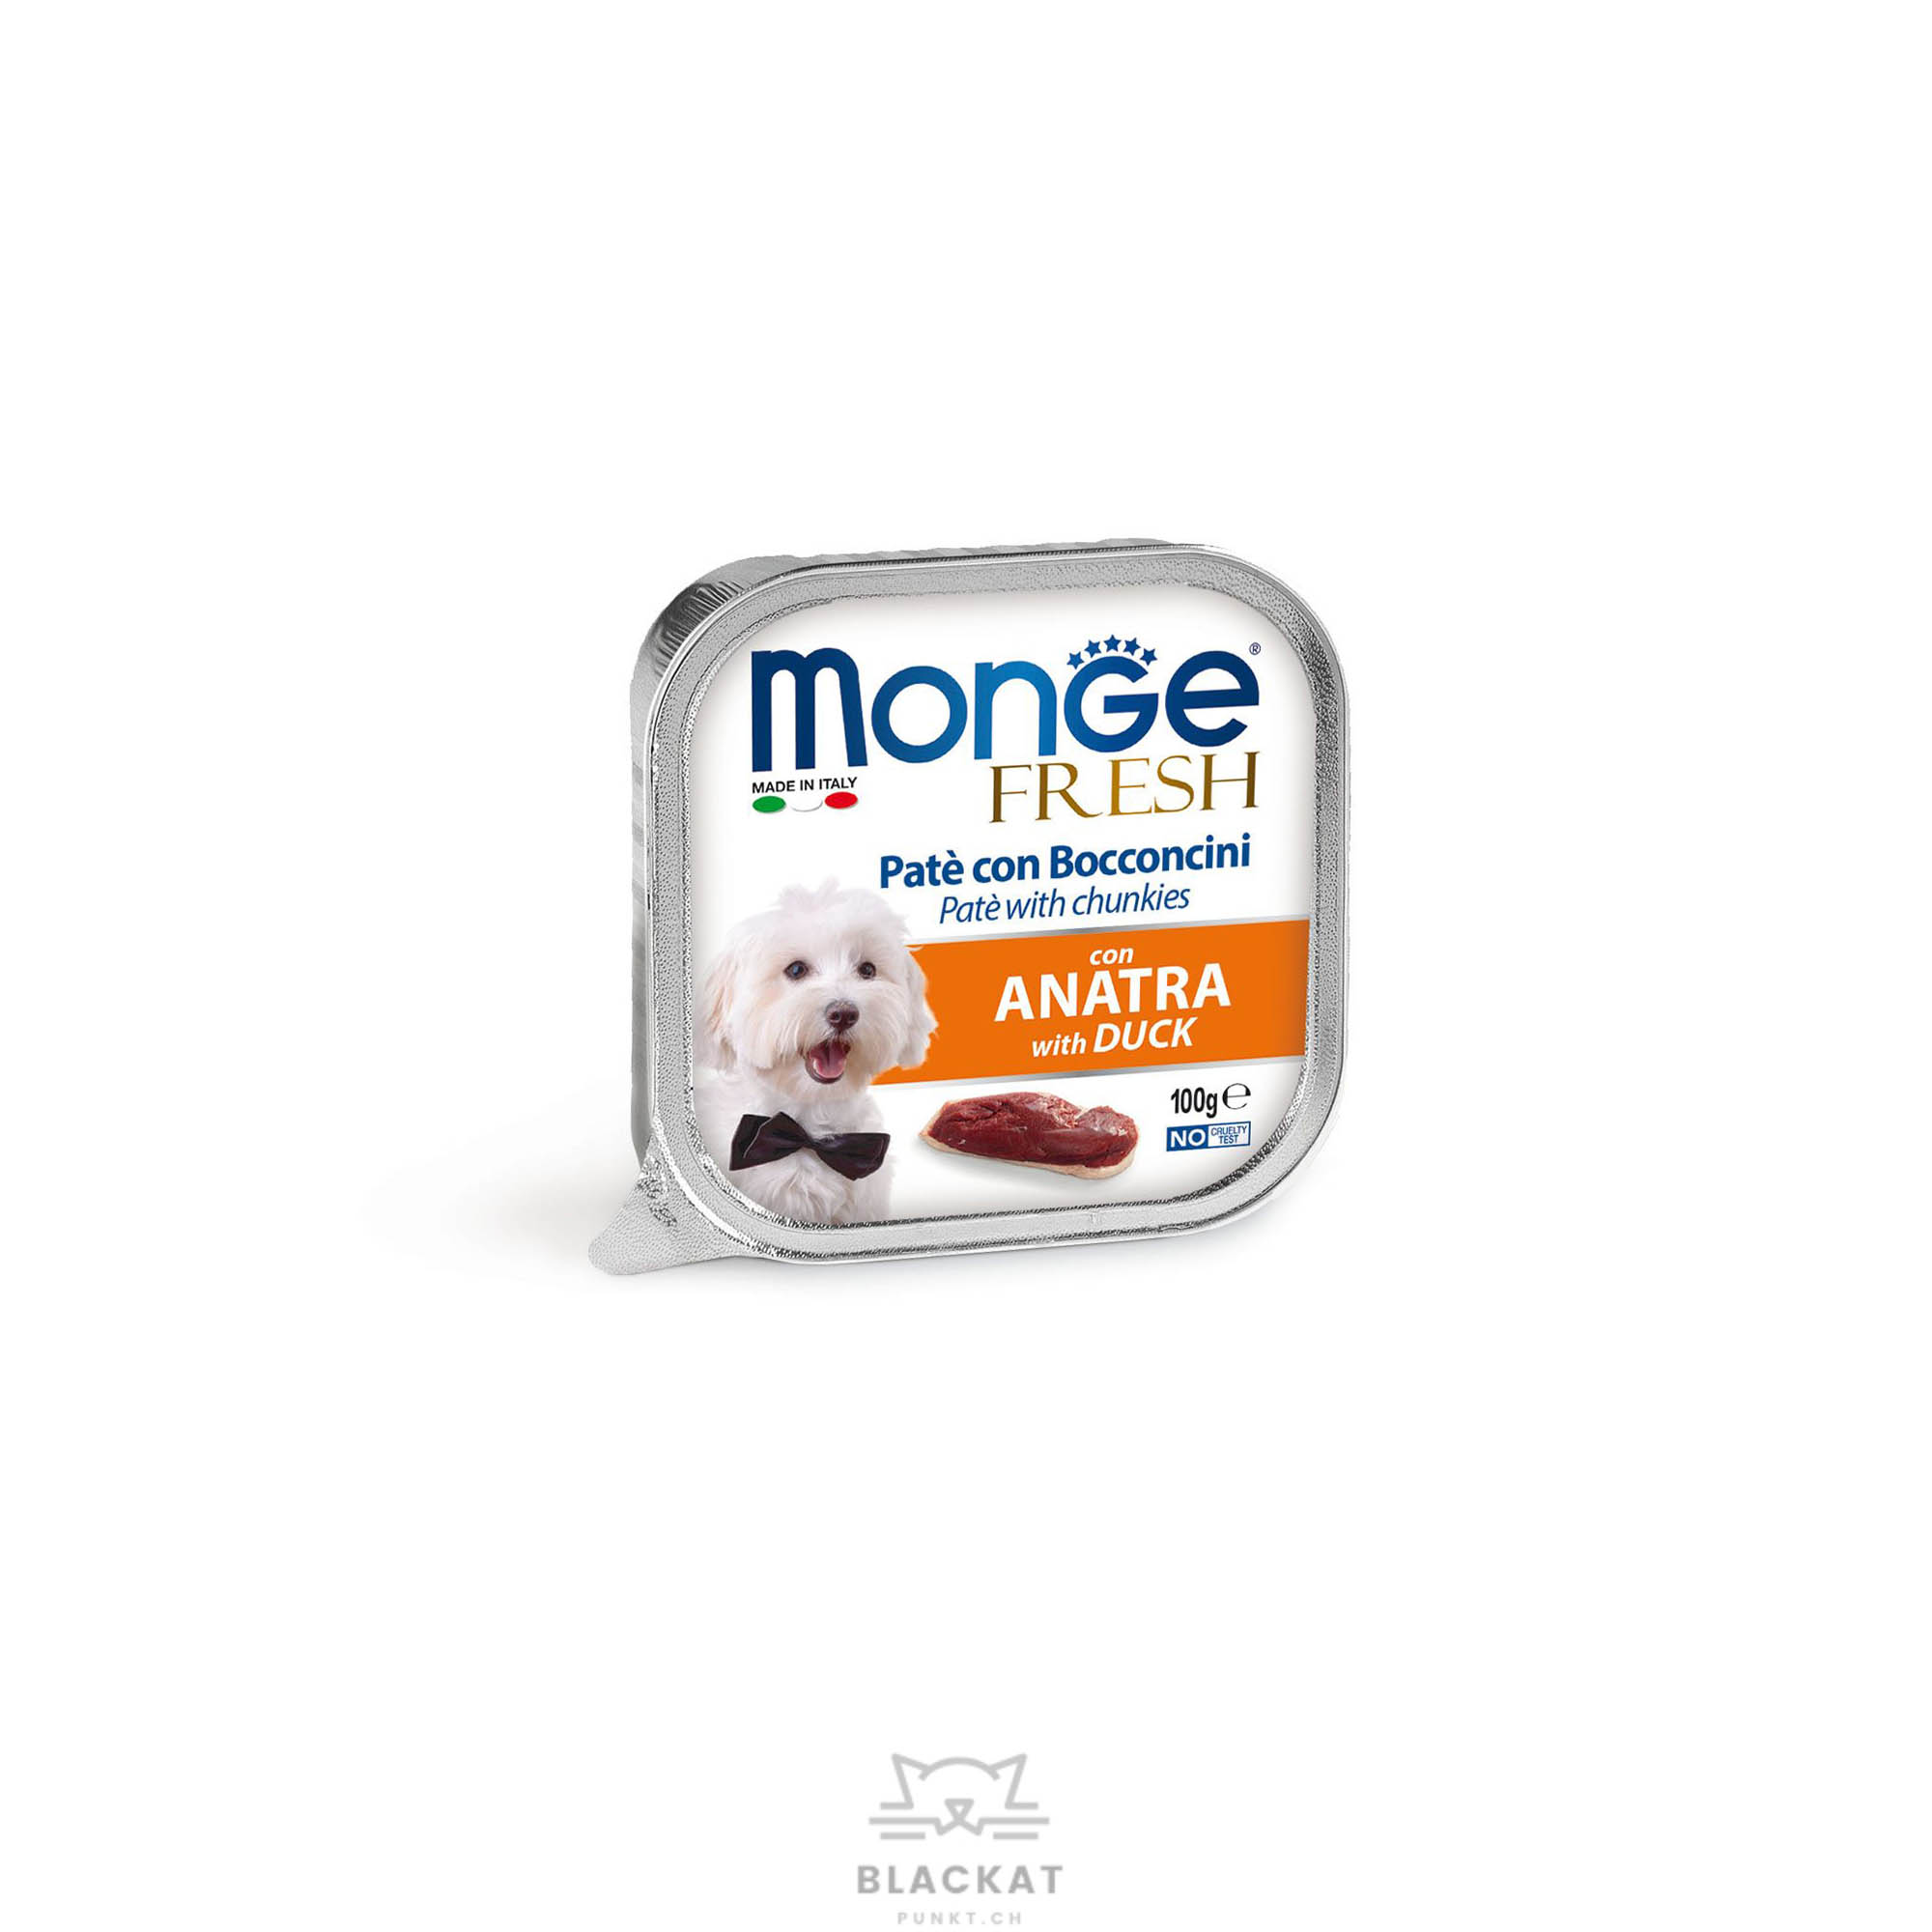 monGe®
FRESH
MADE IN ITALY
Patè con Bocconcini
Patè with chunkies
con
ANATRA
with DUCK
100g ℮
NO CRUELTY TEST
BLACKAT
PUNKT.CH